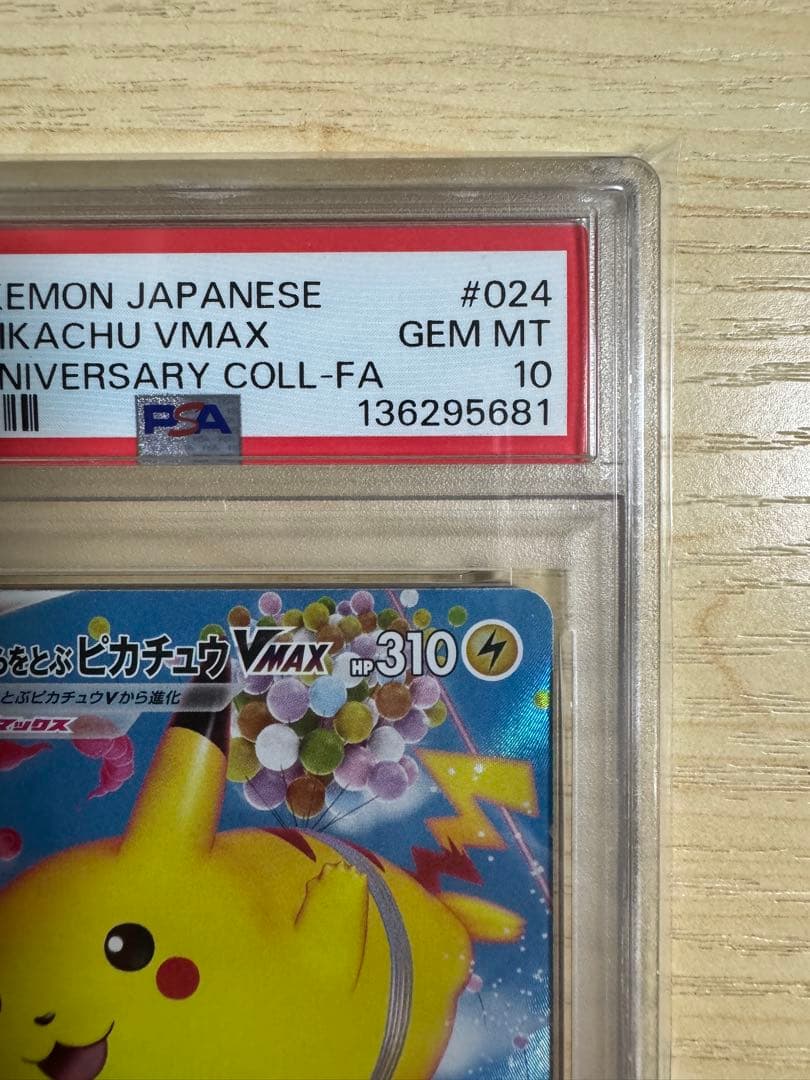 KEMON JAPANESE #024
IKACHU VMAX GEM MT
NIVERSARY COLL-FA 10
PSA 136295681
をとぶピカチュウVMAX HP310
とぶピカチュウVから進化
マックス